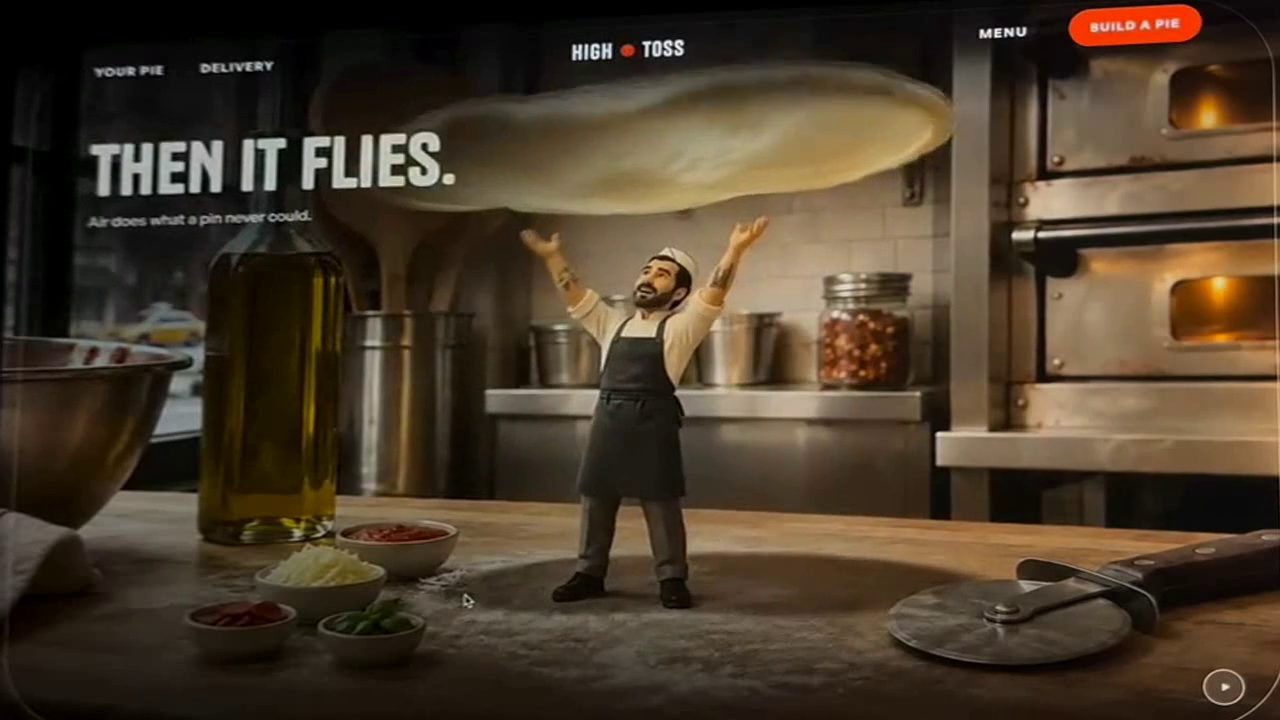 YOUR PIE DELIVERY HIGH TOSS MENU BUILD A PIE
THEN IT FLIES.
Air does what a pin never could.